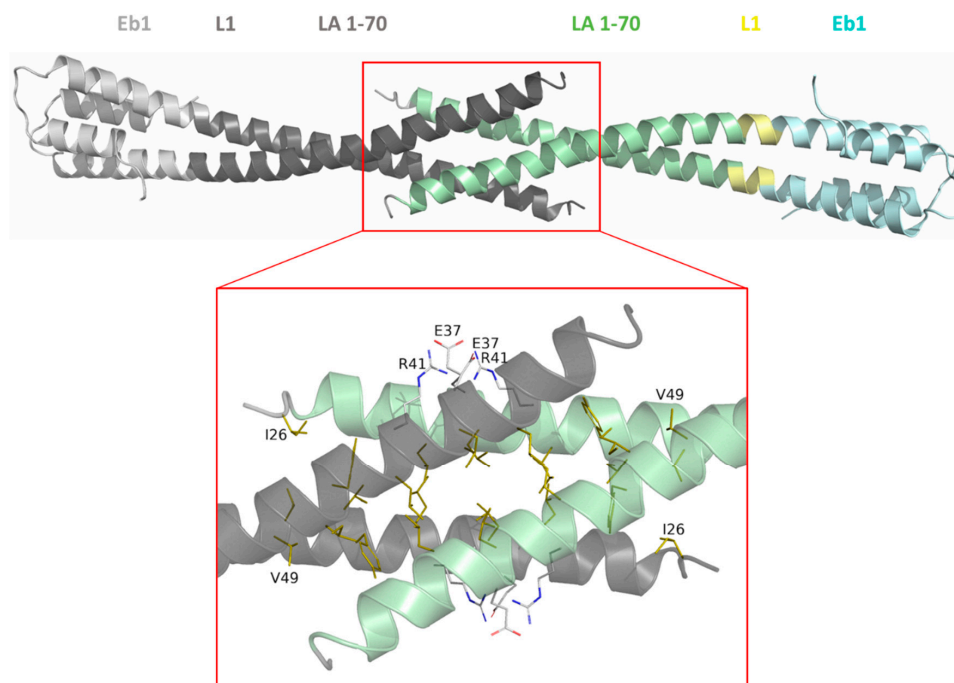 Eb1 L1 LA 1-70 LA 1-70 L1 Eb1
E37
E37
R41 R41
V49
I26
I26
V49